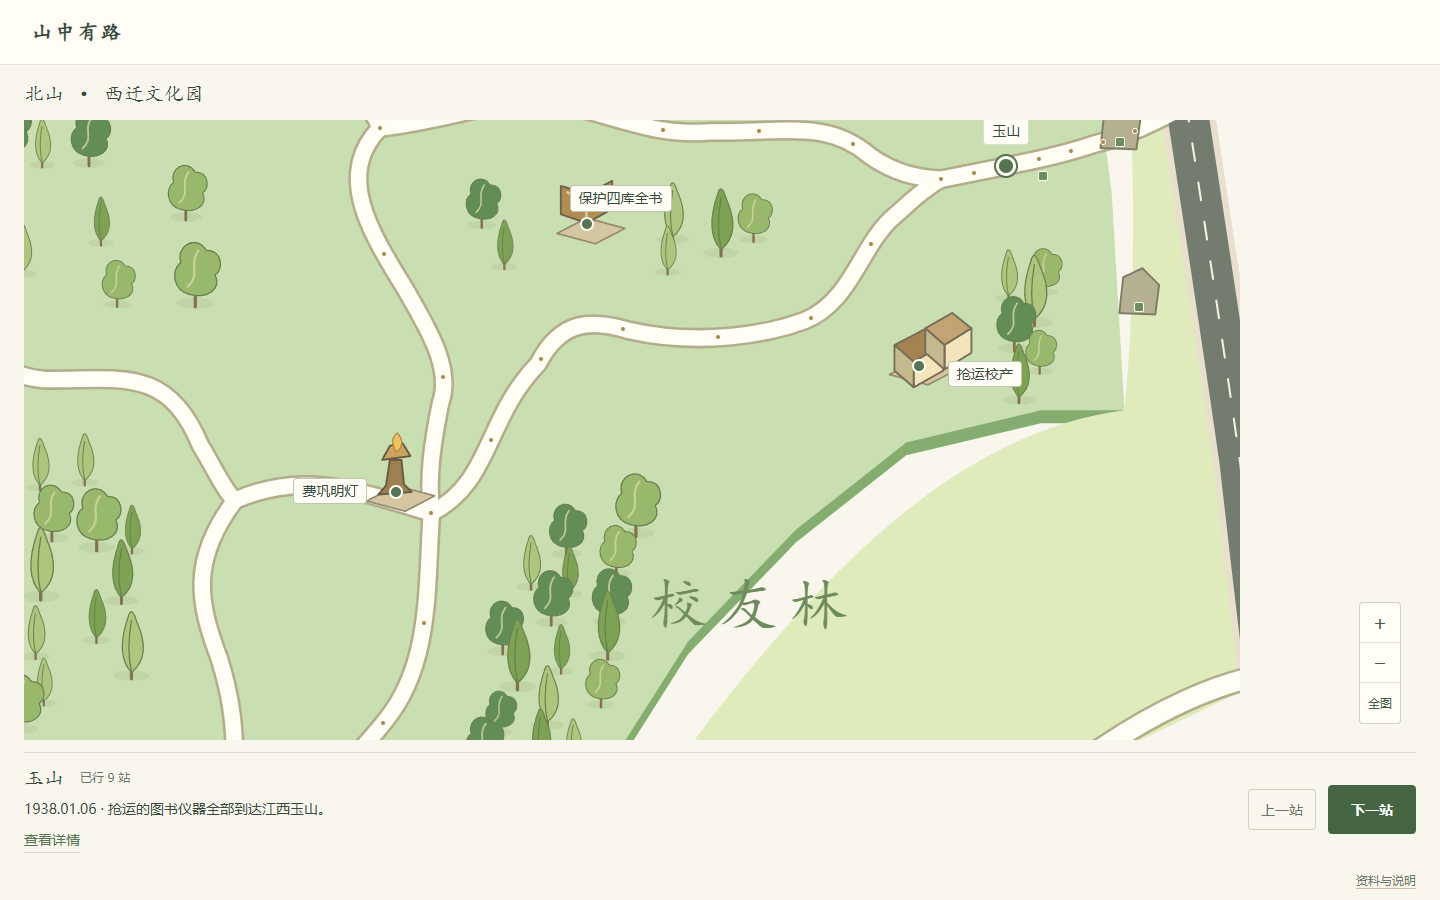 山中有路
北山 • 西迁文化园
玉山
保护四库全书
抢运校产
费巩明灯
校友林
+
−
全图
玉山 已行 9 站
1938.01.06 · 抢运的图书仪器全部到达江西玉山。
查看详情
上一站
下一站
资料与说明